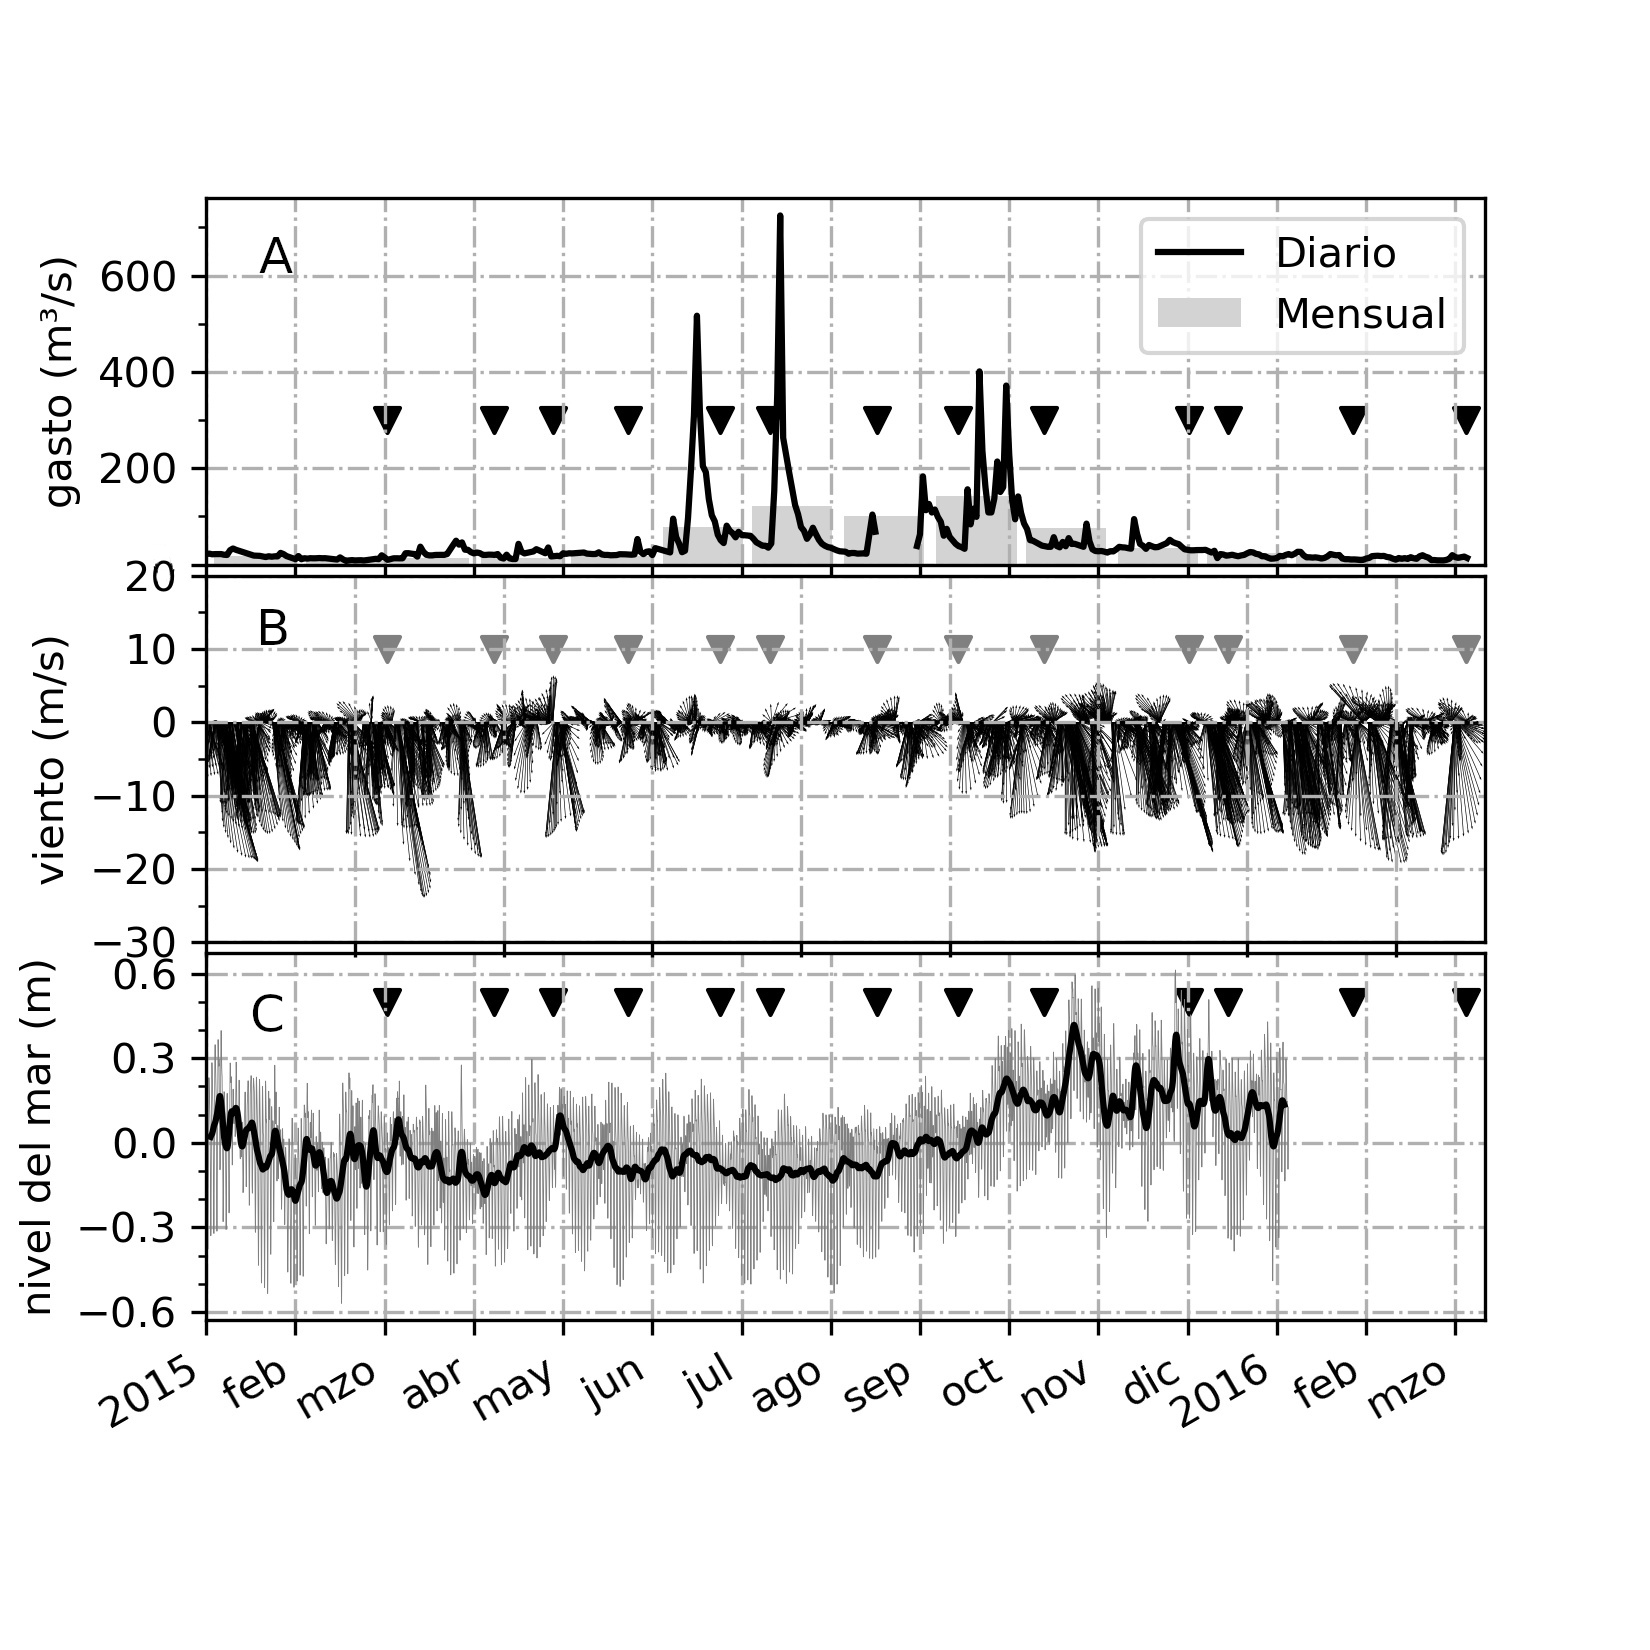 A
gasto (m³/s)
600
400
200
Diario
Mensual
B
viento (m/s)
20
10
0
−10
−20
−30
C
nivel del mar (m)
0.6
0.3
0.0
−0.3
−0.6
2015 feb mzo abr may jun jul ago sep oct nov dic 2016 feb mzo